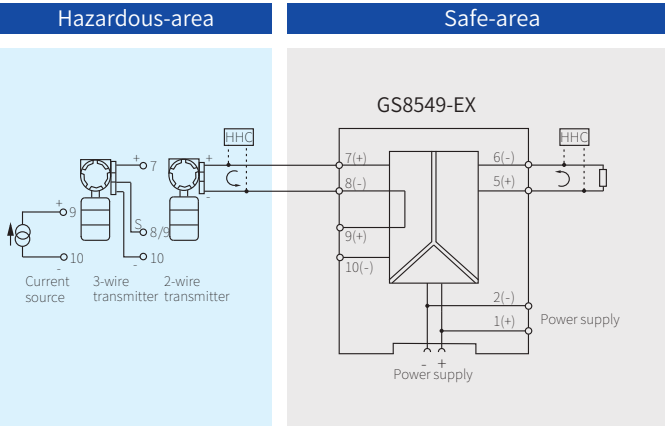 Hazardous-area
Safe-area
GS8549-EX
HHC
HHC
+
7
+
-
7(+)
8(-)
6(-)
5(+)
+
9
S
8/9
9(+)
10
-
10
-
10(-)
Current
source
3-wire
transmitter
2-wire
transmitter
2(-)
1(+)
Power supply
- +
Power supply